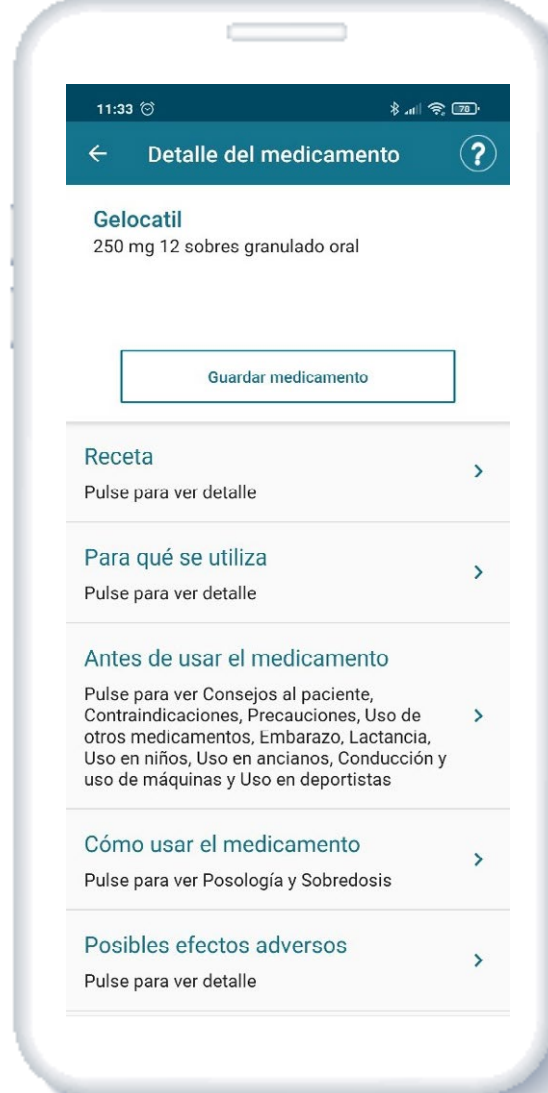 11:33
78
Detalle del medicamento
?
Gelocatil
250 mg 12 sobres granulado oral
Guardar medicamento
Receta
Pulse para ver detalle
Para qué se utiliza
Pulse para ver detalle
Antes de usar el medicamento
Pulse para ver Consejos al paciente,
Contraindicaciones, Precauciones, Uso de
otros medicamentos, Embarazo, Lactancia,
Uso en niños, Uso en ancianos, Conducción y
uso de máquinas y Uso en deportistas
Cómo usar el medicamento
Pulse para ver Posología y Sobredosis
Posibles efectos adversos
Pulse para ver detalle